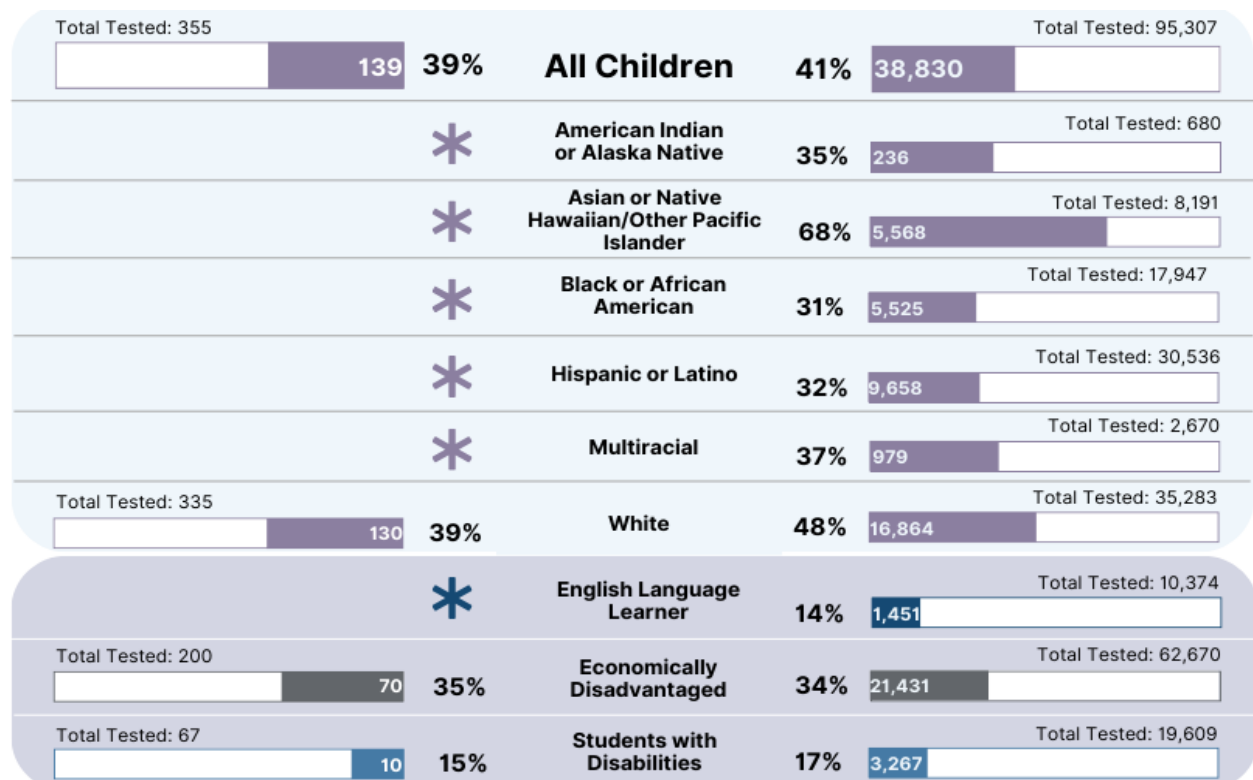 Total Tested: 355
Total Tested: 95,307
139 39% All Children 41% 38,830
Total Tested: 680
American Indian
or Alaska Native
35% 236
Asian or Native
Hawaiian/Other Pacific
Islander
Total Tested: 8,191
68% 5,568
Total Tested: 17,947
Black or African
American
31% 5,525
Total Tested: 30,536
Hispanic or Latino
32% 9,658
Total Tested: 2,670
Multiracial
37% 979
Total Tested: 335
Total Tested: 35,283
130 39% White 48% 16,864
Total Tested: 10,374
English Language
Learner
14% 1,451
Total Tested: 200
Total Tested: 62,670
Economically
Disadvantaged
70 35% 34% 21,431
Total Tested: 67
Total Tested: 19,609
Students with
Disabilities
10 15% 17% 3,267